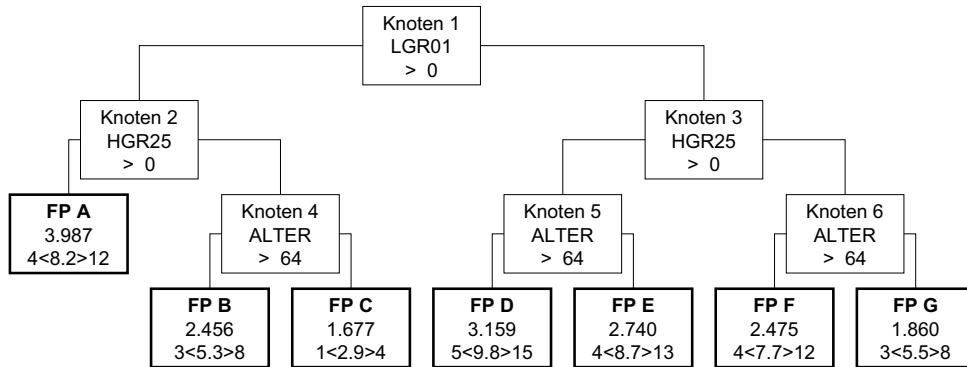 Knoten 1
LGR01
> 0
Knoten 2
HGR25
> 0
Knoten 3
HGR25
> 0
FP A
3.987
4<8.2>12
Knoten 4
ALTER
> 64
Knoten 5
ALTER
> 64
Knoten 6
ALTER
> 64
FP B
2.456
3<5.3>8
FP C
1.677
1<2.9>4
FP D
3.159
5<9.8>15
FP E
2.740
4<8.7>13
FP F
2.475
4<7.7>12
FP G
1.860
3<5.5>8